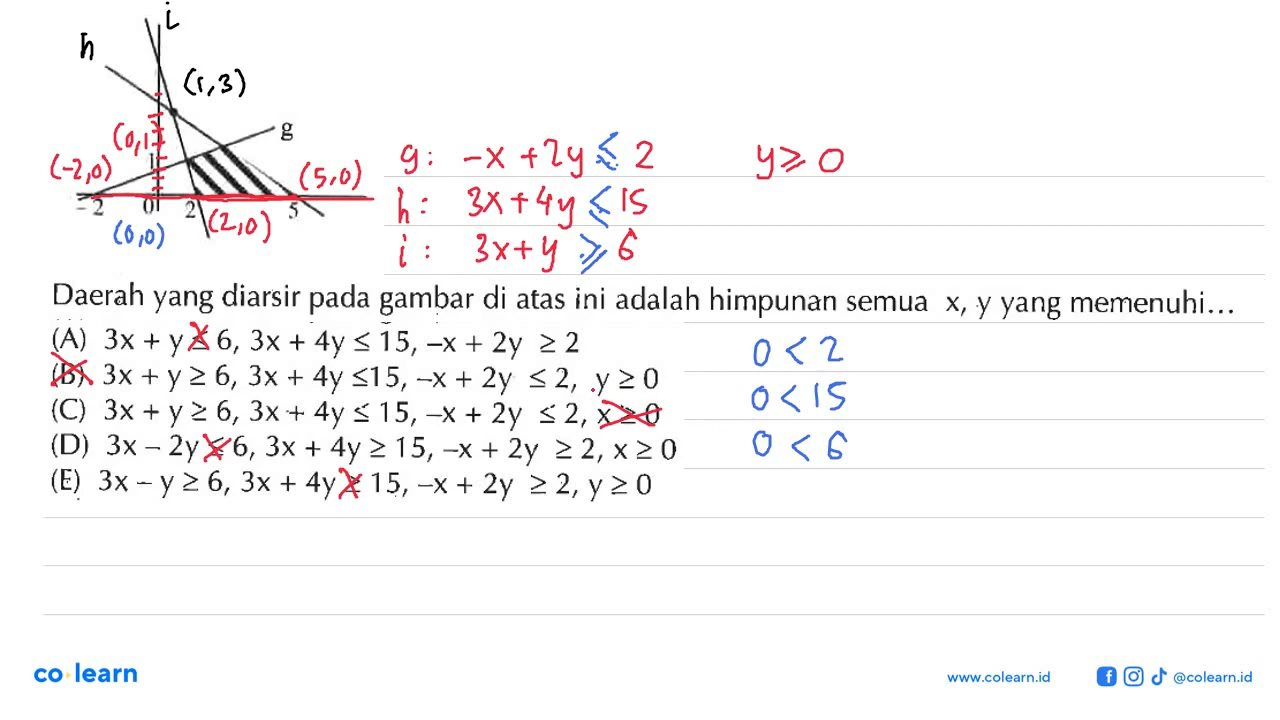 i
h
(1,3)
(0,1)
g
(-2,0)
1
(5,0)
-2 0 2 5
(2,0)
(0,0)
g: -x + 2y ≤ 2 y ≥ 0
h: 3x + 4y ≤ 15
i: 3x + y ≥ 6
Daerah yang diarsir pada gambar di atas ini adalah himpunan semua x, y yang memenuhi...
(A) 3x + y ≤ 6, 3x + 4y ≤ 15, –x + 2y ≥ 2
(B) 3x + y ≥ 6, 3x + 4y ≤15, –x + 2y ≤ 2, y ≥ 0
(C) 3x + y ≥ 6, 3x + 4y ≤ 15, –x + 2y ≤ 2, x ≥ 0
(D) 3x – 2y ≤ 6, 3x + 4y ≥ 15, –x + 2y ≥ 2, x ≥ 0
(E) 3x – y ≥ 6, 3x + 4y ≥ 15, –x + 2y ≥ 2, y ≥ 0
0 < 2
0 < 15
0 < 6
co·learn
www.colearn.id @colearn.id